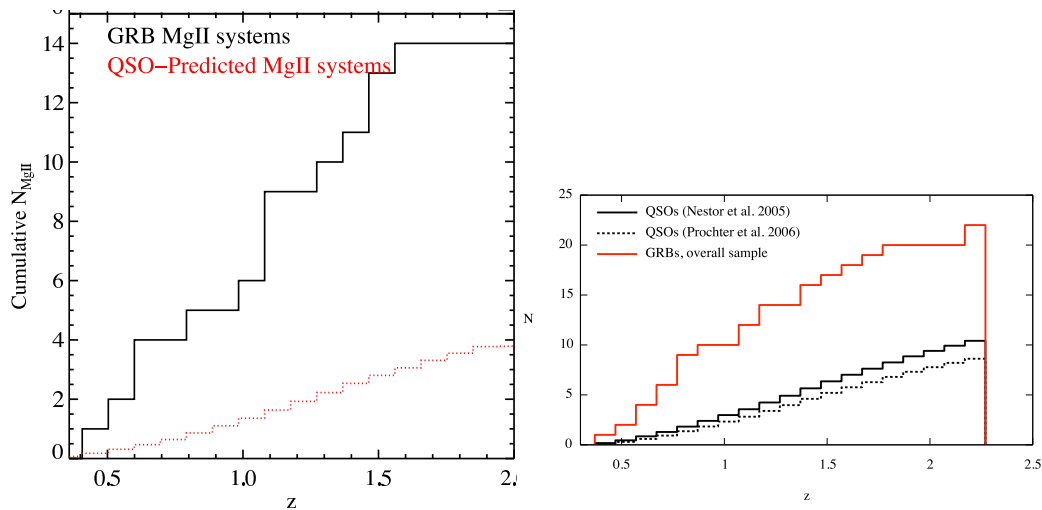 GRB MgII systems
QSO−Predicted MgII systems
14
12
10
8
6
4
2
0
Cumulative N_MgII
0.5
1.0
1.5
2.0
z
25
20
15
10
5
0
N
QSOs (Nestor et al. 2005)
QSOs (Prochter et al. 2006)
GRBs, overall sample
0.5
1
1.5
2
2.5
z